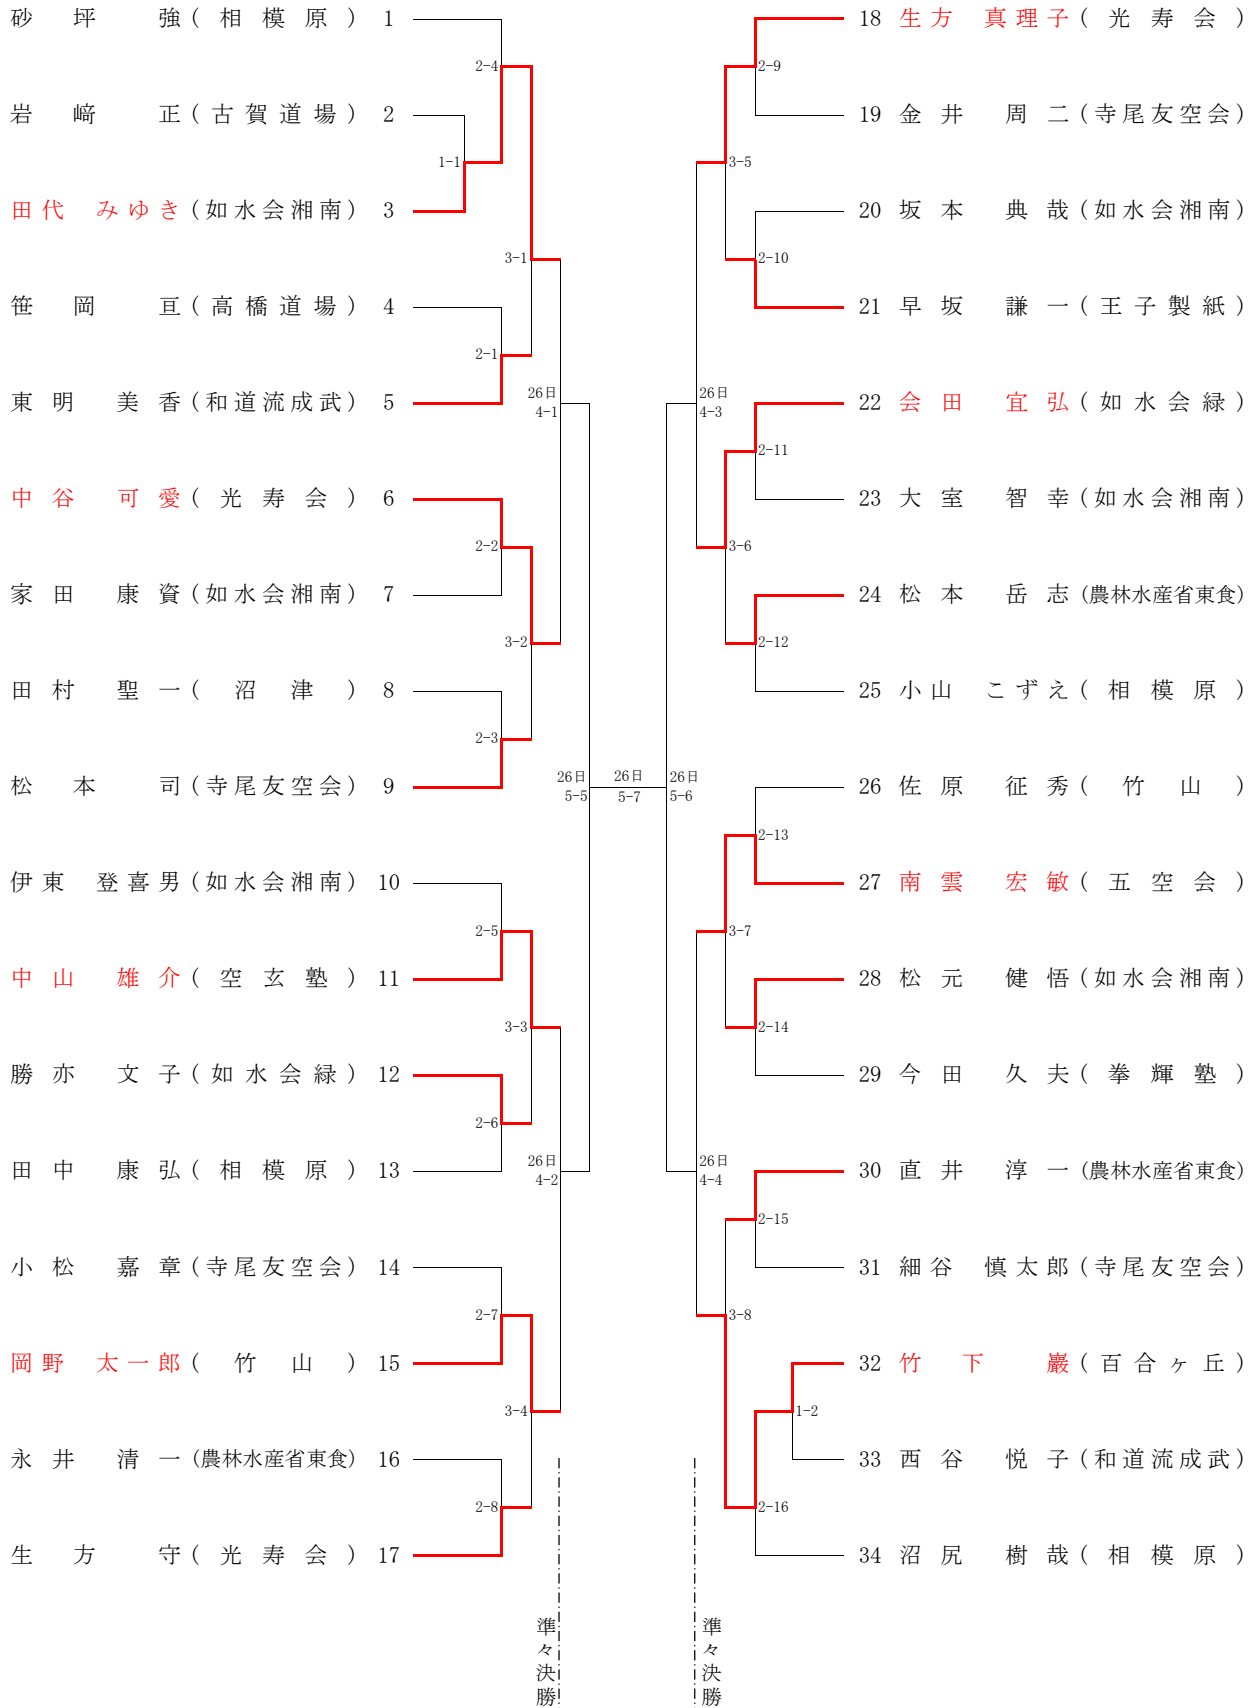 砂坪 強 (相模原) 1
岩﨑 正 (古賀道場) 2
田代 みゆき (如水会湘南) 3
笹岡 亘 (高橋道場) 4
東明 美香 (和道流成武) 5
中谷 可愛 (光寿会) 6
家田 康資 (如水会湘南) 7
田村 聖一 (沼津) 8
松本 司 (寺尾友空会) 9
伊東 登喜男 (如水会湘南) 10
中山 雄介 (空玄塾) 11
勝亦 文子 (如水会緑) 12
田中 康弘 (相模原) 13
小松 嘉章 (寺尾友空会) 14
岡野 太一郎 (竹山) 15
永井 清一 (農林水産省東食) 16
生方 守 (光寿会) 17
2-4
1-1
3-1
2-1
26日
4-1
2-2
3-2
2-3
26日
5-5
2-5
3-3
2-6
26日
4-2
2-7
3-4
2-8
準々決勝
26日
5-7
18 生方 真理子 (光寿会)
19 金井 周二 (寺尾友空会)
20 坂本 典哉 (如水会湘南)
21 早坂 謙一 (王子製紙)
22 会田 宜弘 (如水会緑)
23 大室 智幸 (如水会湘南)
24 松本 岳志 (農林水産省東食)
25 小山 こずえ (相模原)
26 佐原 征秀 (竹山)
27 南雲 宏敏 (五空会)
28 松元 健悟 (如水会湘南)
29 今田 久夫 (拳輝塾)
30 直井 淳一 (農林水産省東食)
31 細谷 慎太郎 (寺尾友空会)
32 竹下 巖 (百合ヶ丘)
33 西谷 悦子 (和道流成武)
34 沼尻 樹哉 (相模原)
2-9
3-5
2-10
26日
4-3
2-11
3-6
2-12
26日
5-6
2-13
3-7
2-14
26日
4-4
2-15
3-8
1-2
2-16
準々決勝